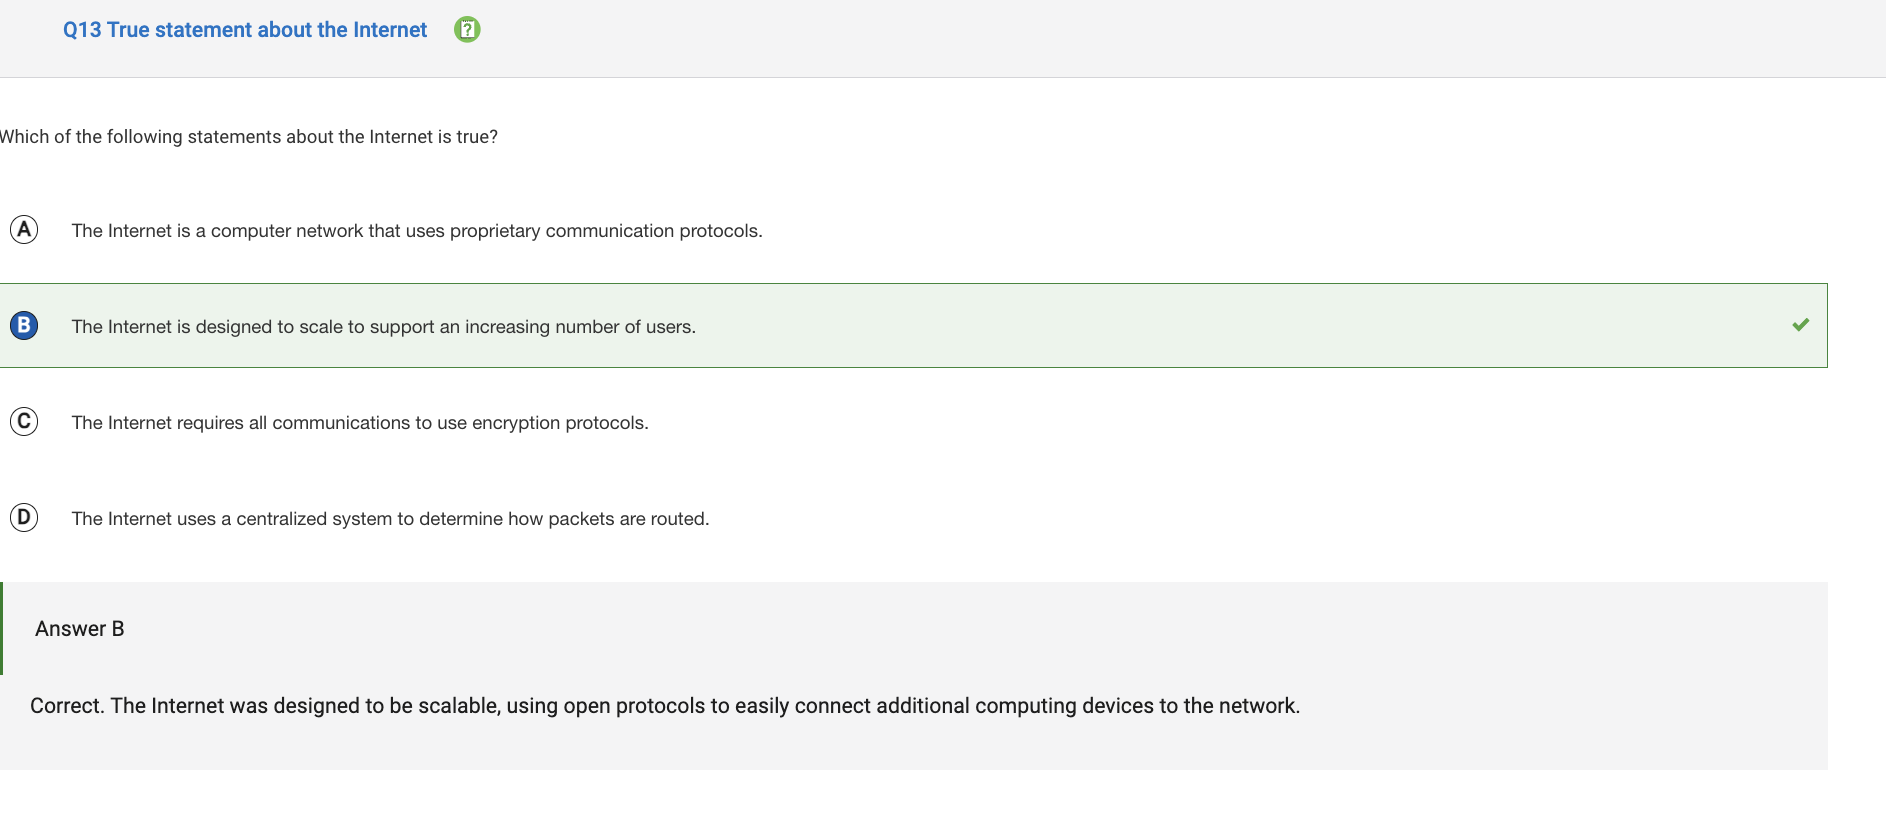 Q13 True statement about the Internet
Which of the following statements about the Internet is true?
A The Internet is a computer network that uses proprietary communication protocols.
B The Internet is designed to scale to support an increasing number of users.
C The Internet requires all communications to use encryption protocols.
D The Internet uses a centralized system to determine how packets are routed.
Answer B
Correct. The Internet was designed to be scalable, using open protocols to easily connect additional computing devices to the network.